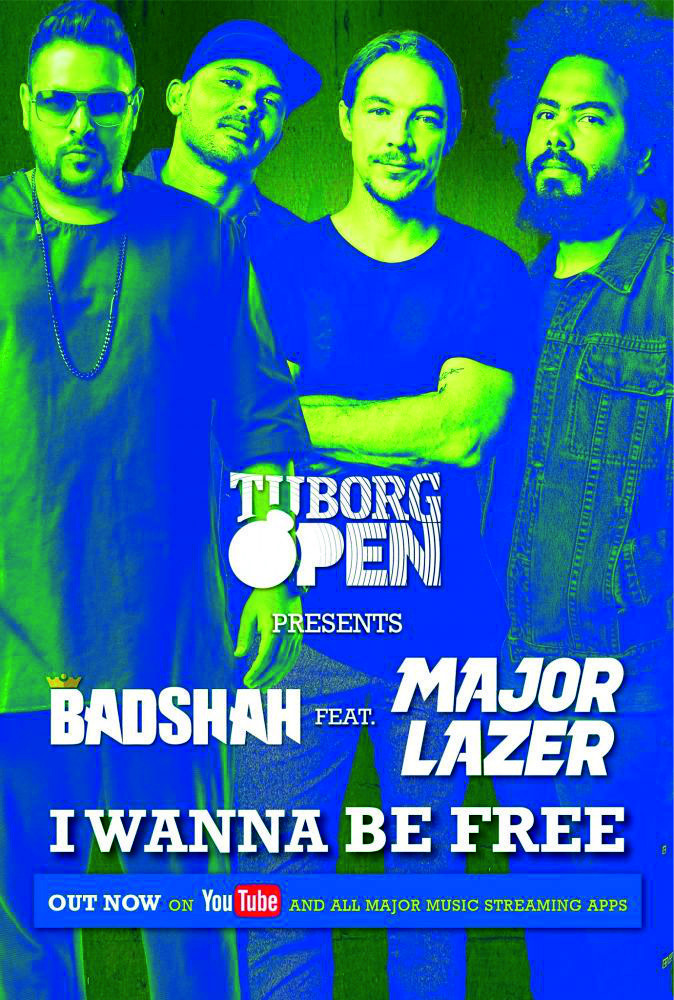 TUBORG
OPEN
PRESENTS
BADSHAH FEAT. MAJOR LAZER
I WANNA BE FREE
OUT NOW ON YouTube AND ALL MAJOR MUSIC STREAMING APPS